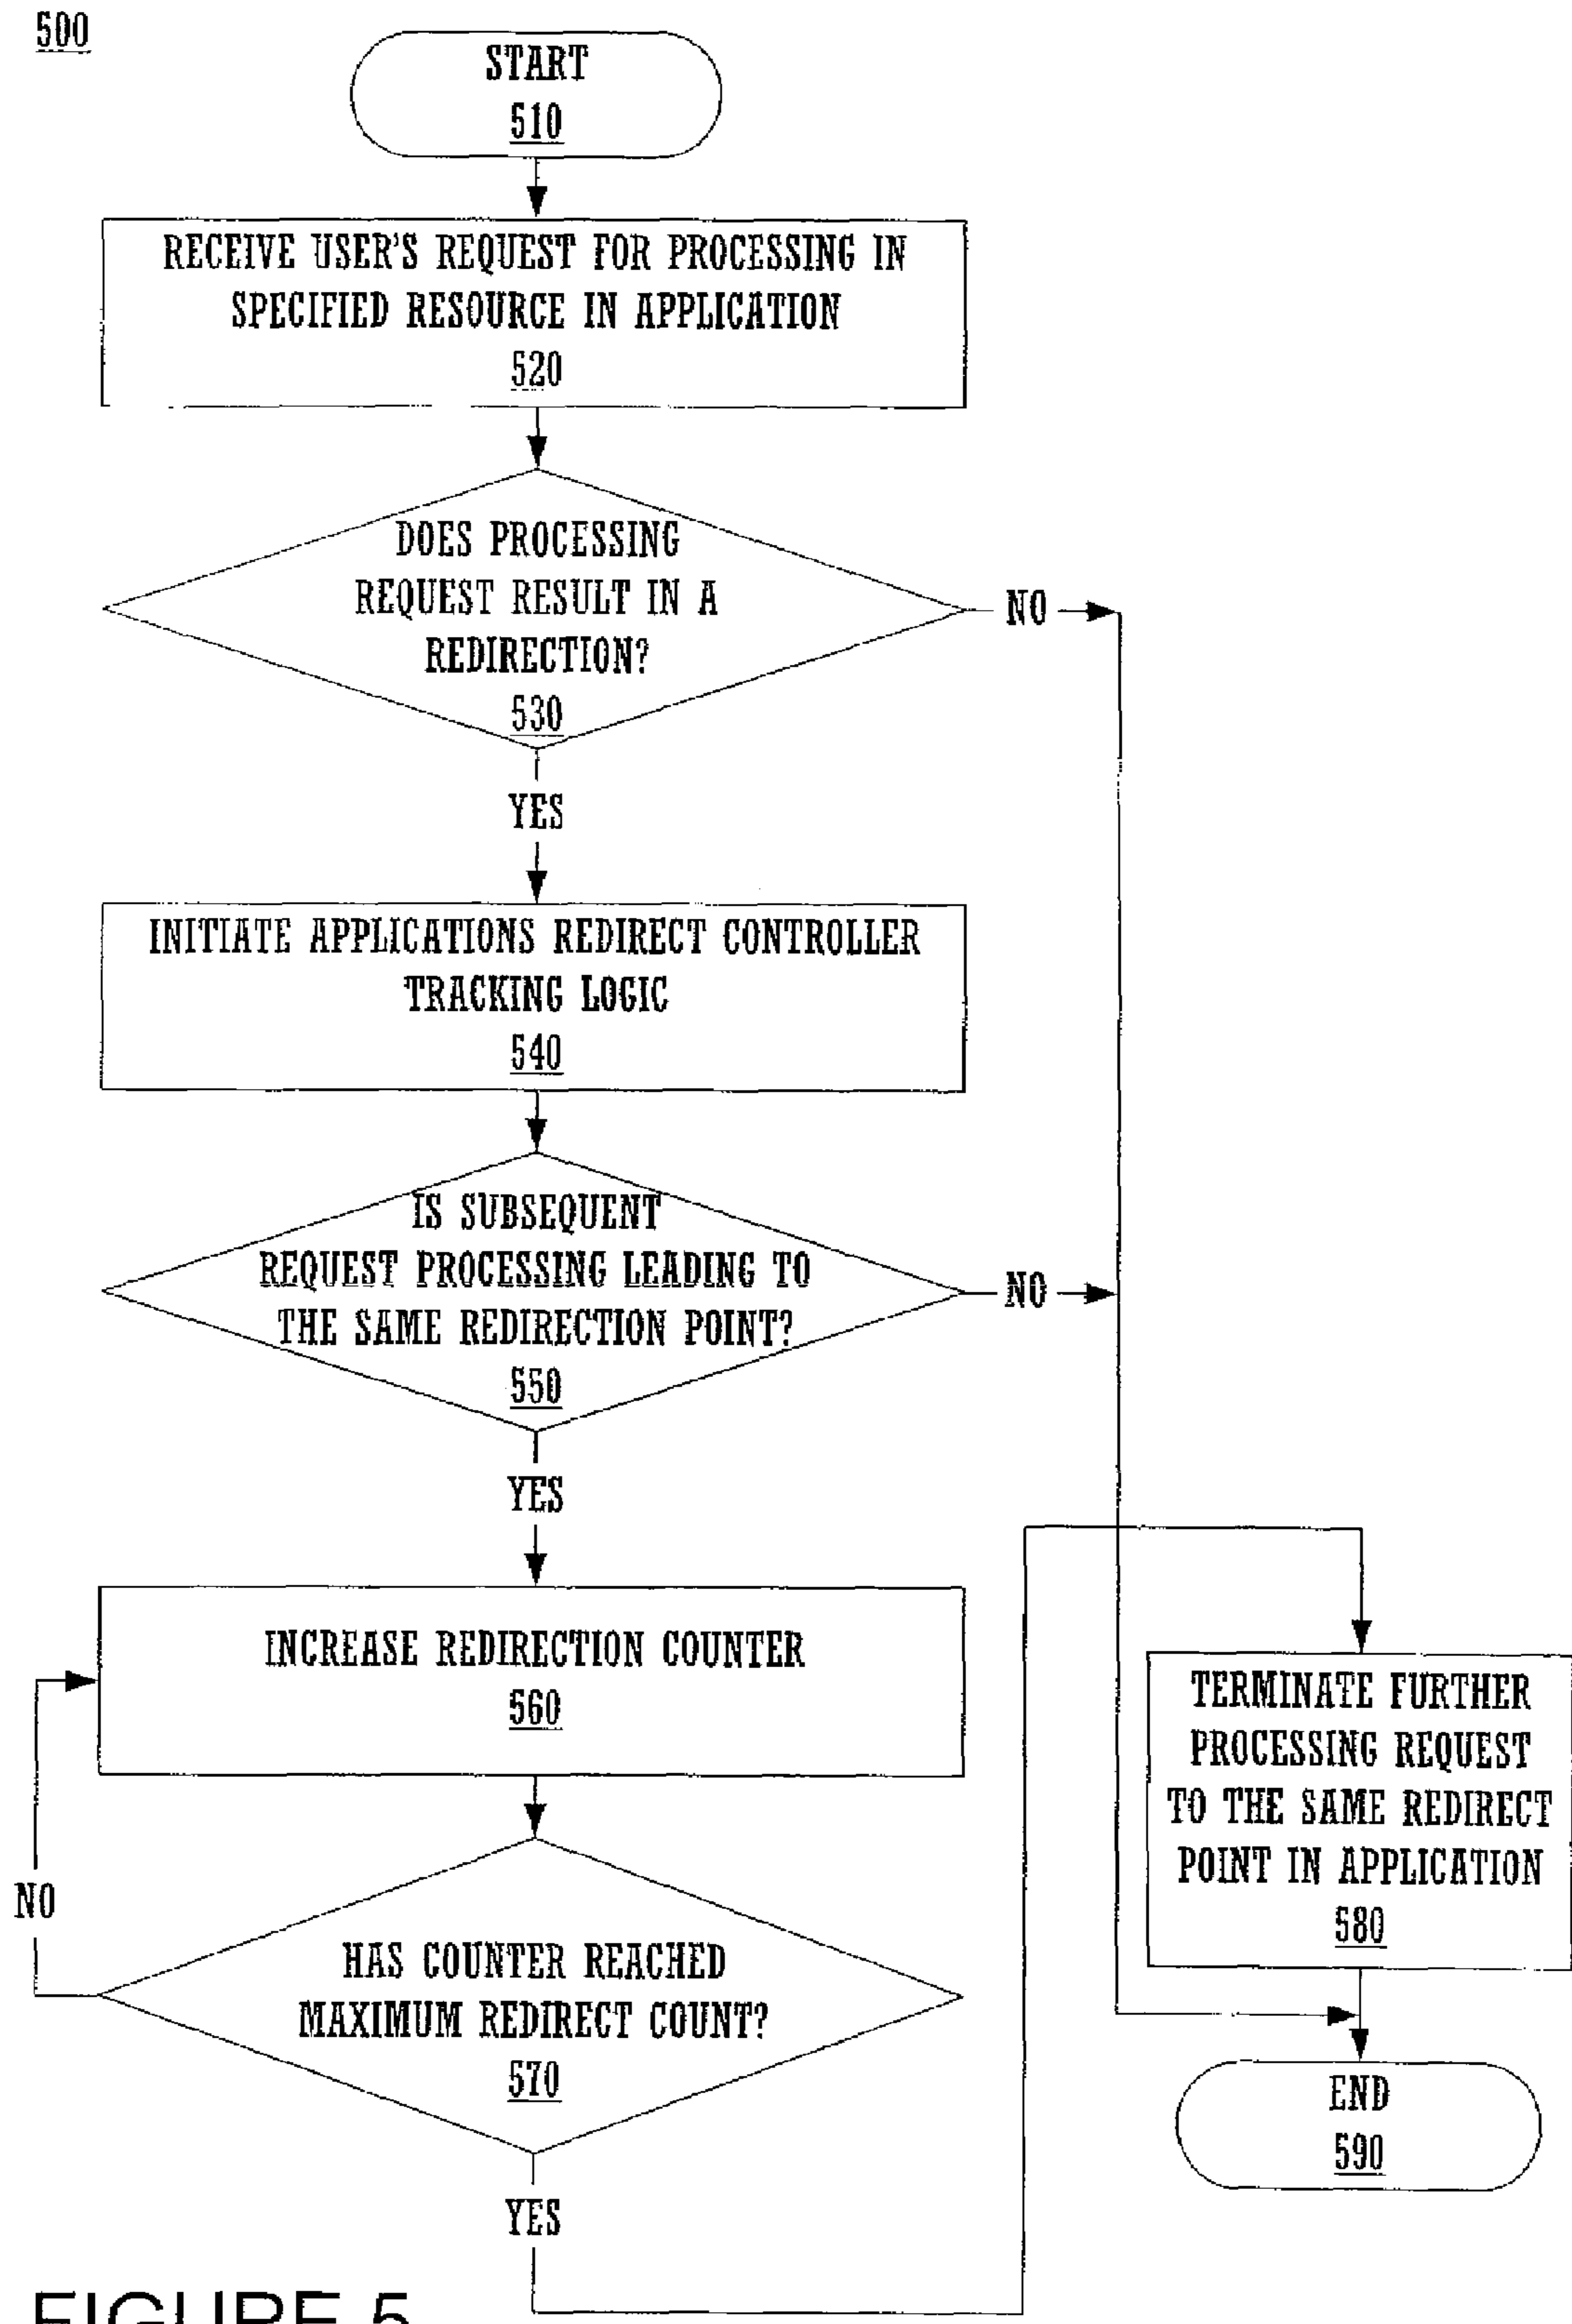 500
START
510
RECEIVE USER'S REQUEST FOR PROCESSING IN
SPECIFIED RESOURCE IN APPLICATION
520
DOES PROCESSING
REQUEST RESULT IN A
REDIRECTION?
530
NO
YES
INITIATE APPLICATIONS REDIRECT CONTROLLER
TRACKING LOGIC
540
IS SUBSEQUENT
REQUEST PROCESSING LEADING TO
THE SAME REDIRECTION POINT?
550
NO
YES
INCREASE REDIRECTION COUNTER
560
NO
HAS COUNTER REACHED
MAXIMUM REDIRECT COUNT?
570
YES
TERMINATE FURTHER
PROCESSING REQUEST
TO THE SAME REDIRECT
POINT IN APPLICATION
580
END
590
FIGURE 5